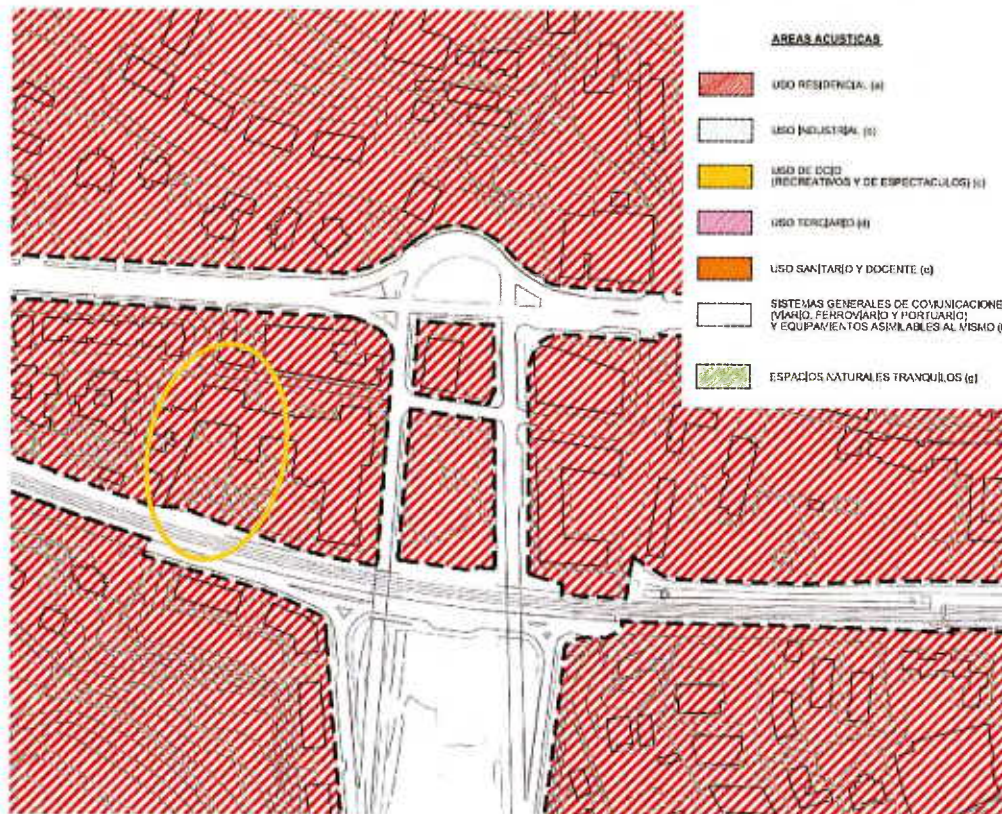 AREAS ACUSTICAS
USO RESIDENCIAL (a)
USO INDUSTRIAL (b)
USO DE OCIO
(RECREATIVOS Y DE ESPECTACULOS) (c)
USO TERCIARIO (d)
USO SANITARIO Y DOCENTE (e)
SISTEMAS GENERALES DE COMUNICACIONE
(VIARIO, FERROVIARIO Y PORTUARIO)
Y EQUIPAMIENTOS ASIMILABLES AL MISMO (
ESPACIOS NATURALES TRANQUILOS (g)